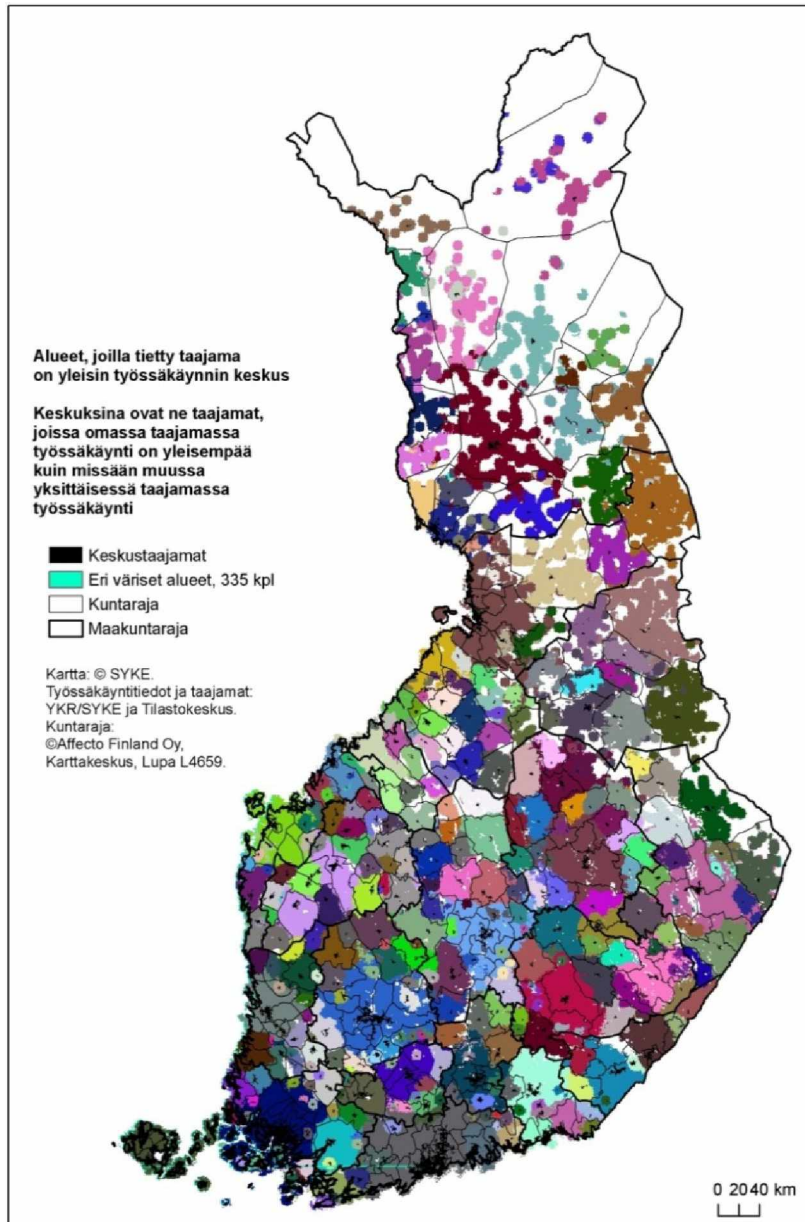 Alueet, joilla tietty taajama
on yleisin työssäkäynnin keskus
Keskuksina ovat ne taajamat,
joissa omassa taajamassa
työssäkäynti on yleisempää
kuin missään muussa
yksittäisessä taajamassa
työssäkäynti
Keskustaajamat
Eri väriset alueet, 335 kpl
Kuntaraja
Maakuntaraja
Kartta: © SYKE.
Työssäkäyntitiedot ja taajamat:
YKR/SYKE ja Tilastokeskus.
Kuntaraja:
©Affecto Finland Oy,
Karttakeskus, Lupa L4659.
0 2040 km